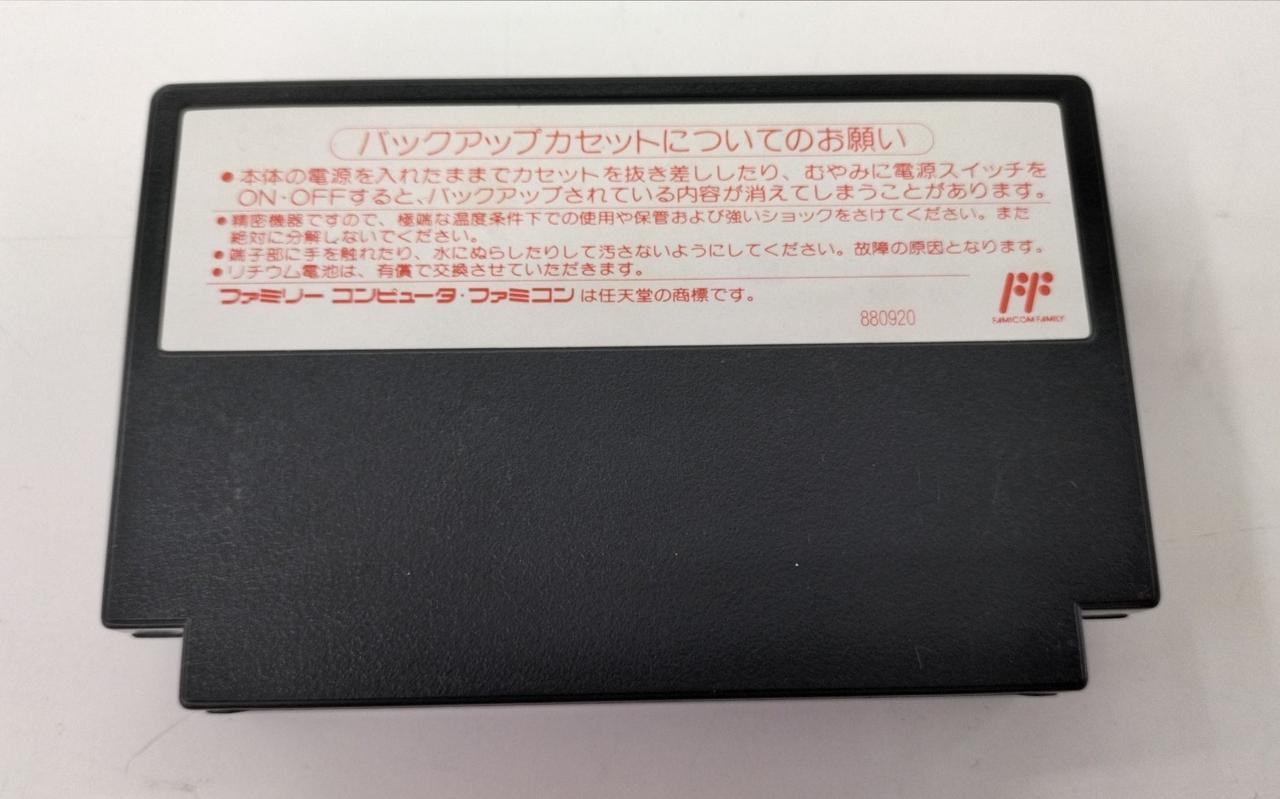 バックアップカセットについてのお願い
●本体の電源を入れたままでカセットを抜き差ししたり、むやみに電源スイッチを
ON・OFFすると、バックアップされている内容が消えてしまうことがあります。
●精密機器ですので、極端な温度条件下での使用や保管および強いショックをさけてください。また
絶対に分解しないでください。
●端子部に手を触れたり、水にぬらしたりして汚さないようにしてください。故障の原因となります。
●リチウム電池は、有償で交換させていただきます。
ファミリー コンピュータ・ファミコン は任天堂の商標です。
880920
FAMICOM FAMILY